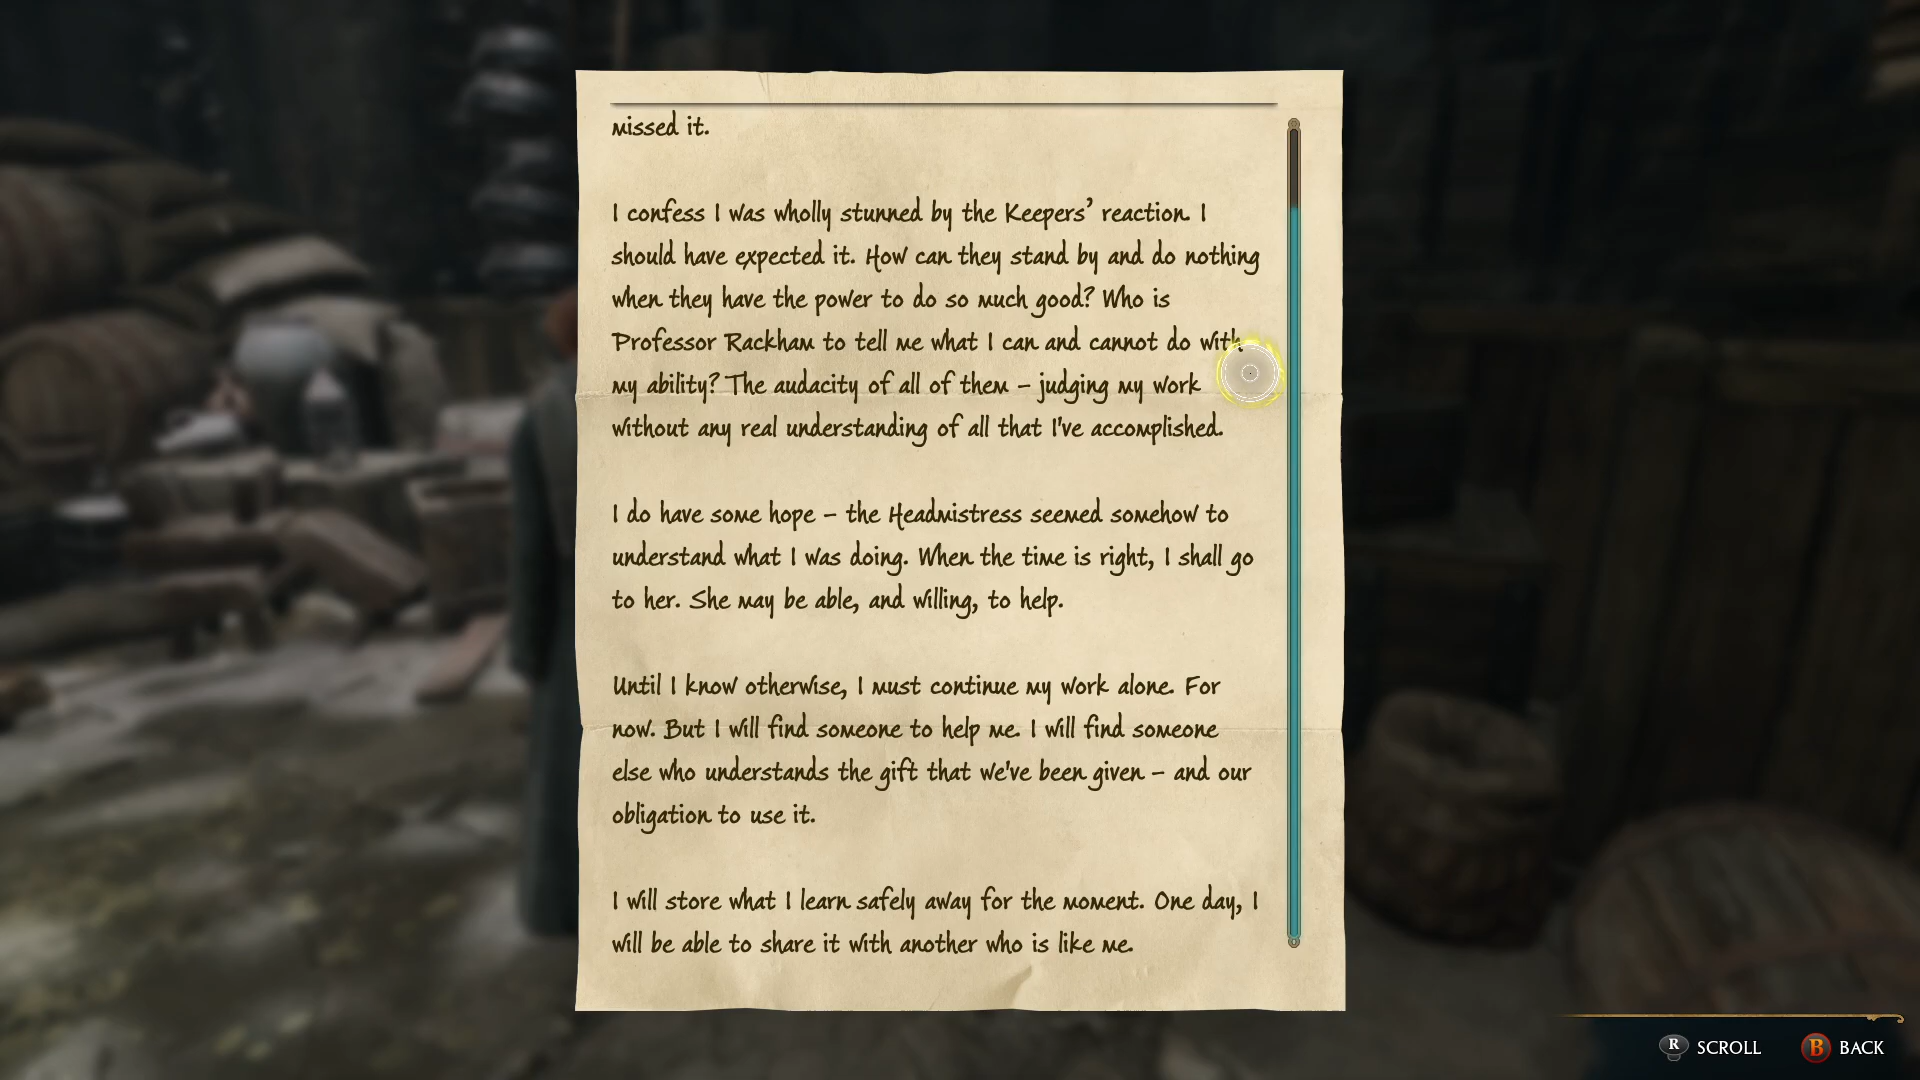 missed it.
I confess I was wholly stunned by the Keepers' reaction. I
should have expected it. How can they stand by and do nothing
when they have the power to do so much good? Who is
Professor Rackham to tell me what I can and cannot do with
my ability? The audacity of all of them – judging my work
without any real understanding of all that I've accomplished.
I do have some hope – the Headmistress seemed somehow to
understand what I was doing. When the time is right, I shall go
to her. She may be able, and willing, to help.
Until I know otherwise, I must continue my work alone. For
now. But I will find someone to help me. I will find someone
else who understands the gift that we've been given – and our
obligation to use it.
I will store what I learn safely away for the moment. One day, I
will be able to share it with another who is like me.
R SCROLL
B BACK